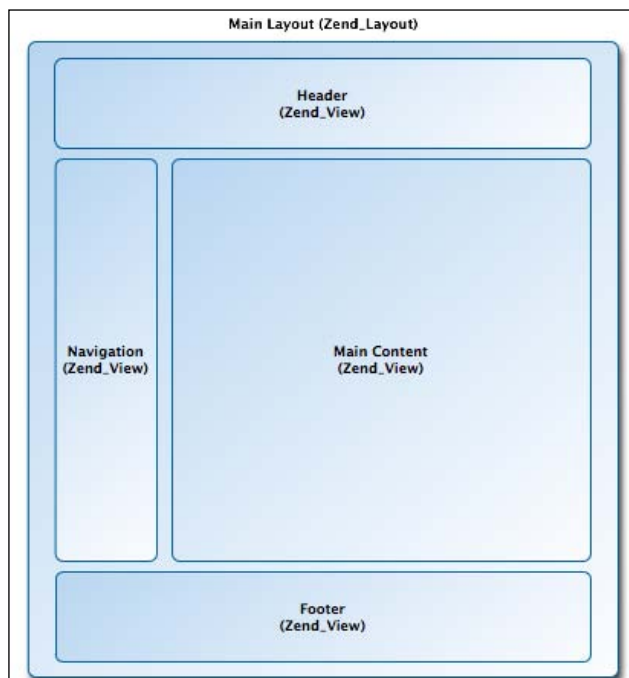 Main Layout (Zend_Layout)
Header
(Zend_View)
Navigation
(Zend_View)
Main Content
(Zend_View)
Footer
(Zend_View)